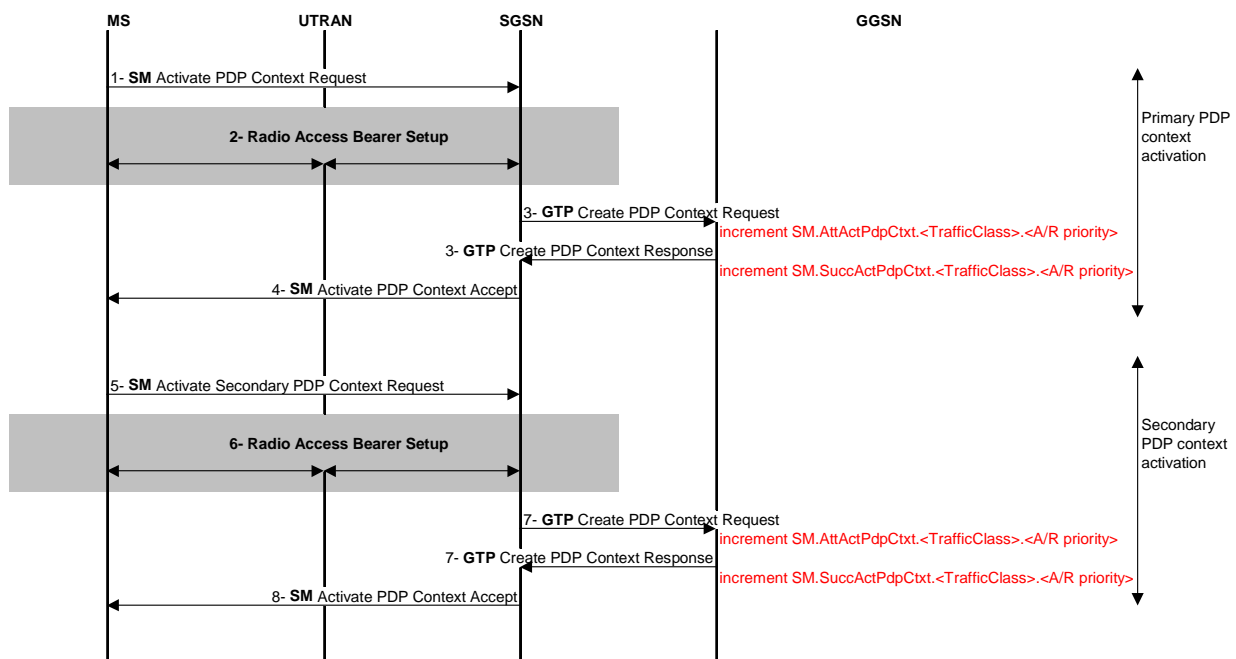 MS UTRAN SGSN GGSN
1- SM Activate PDP Context Request
Primary PDP
context
activation
2- Radio Access Bearer Setup
3- GTP Create PDP Context Request
increment SM.AttActPdpCtxt.<TrafficClass>.<A/R priority>
3- GTP Create PDP Context Response
increment SM.SuccActPdpCtxt.<TrafficClass>.<A/R priority>
4- SM Activate PDP Context Accept
5- SM Activate Secondary PDP Context Request
Secondary
PDP context
activation
6- Radio Access Bearer Setup
7- GTP Create PDP Context Request
increment SM.AttActPdpCtxt.<TrafficClass>.<A/R priority>
7- GTP Create PDP Context Response
increment SM.SuccActPdpCtxt.<TrafficClass>.<A/R priority>
8- SM Activate PDP Context Accept